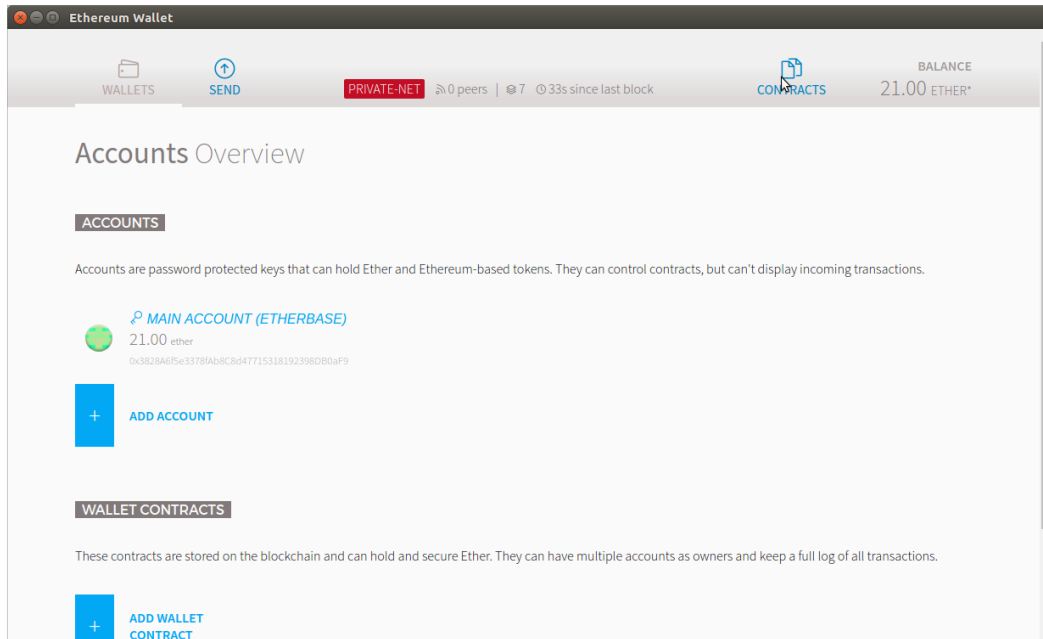 Ethereum Wallet
WALLETS
SEND
PRIVATE-NET 0 peers | 7 33s since last block
CONTRACTS
BALANCE
21.00 ETHER*
Accounts Overview
ACCOUNTS
Accounts are password protected keys that can hold Ether and Ethereum-based tokens. They can control contracts, but can't display incoming transactions.
MAIN ACCOUNT (ETHERBASE)
21.00 ether
+ ADD ACCOUNT
WALLET CONTRACTS
These contracts are stored on the blockchain and can hold and secure Ether. They can have multiple accounts as owners and keep a full log of all transactions.
+ ADD WALLET
CONTRACT